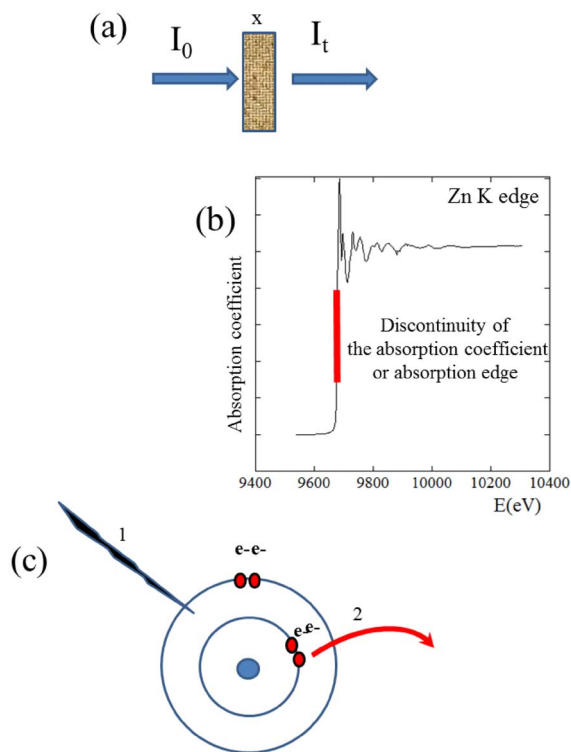 (a)
x
I0
It
(b)
Zn K edge
Absorption coefficient
Discontinuity of
the absorption coefficient
or absorption edge
9400 9600 9800 10000 10200 10400
E(eV)
(c)
1
e-e-
e-e-
2